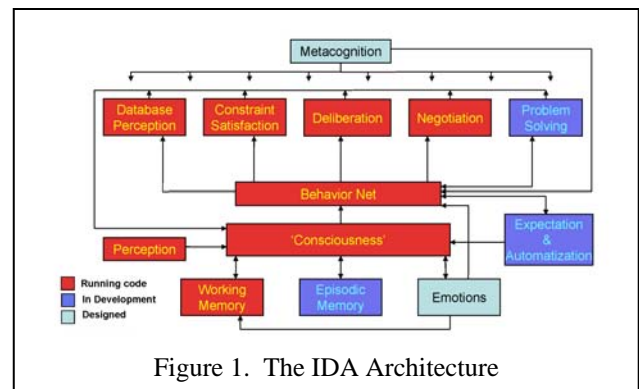 Metacognition
Database
Perception
Constraint
Satisfaction
Deliberation
Negotiation
Problem
Solving
Behavior Net
Expectation
&
Automatization
'Consciousness'
Perception
Running code
In Development
Designed
Working
Memory
Episodic
Memory
Emotions
Figure 1. The IDA Architecture